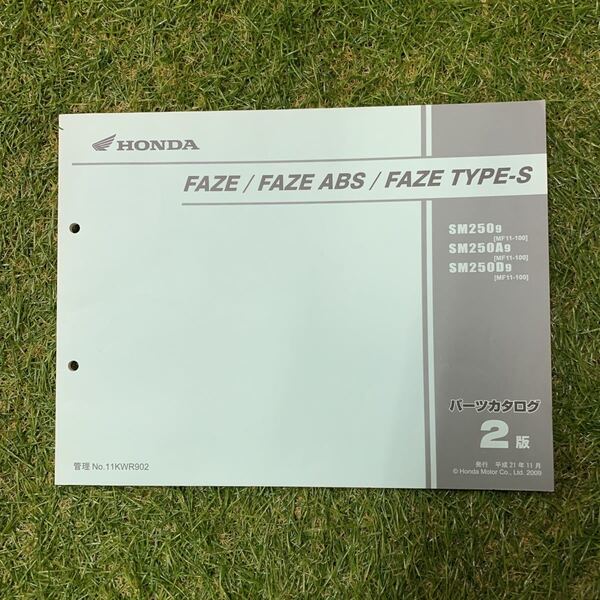 HONDA
FAZE / FAZE ABS / FAZE TYPE-S
SM2509
[MF11-100]
SM250A9
[MF11-100]
SM250D9
[MF11-100]
パーツカタログ
2版
発行 平成21年11月
© Honda Motor Co., Ltd. 2009
管理 No.11KWR902